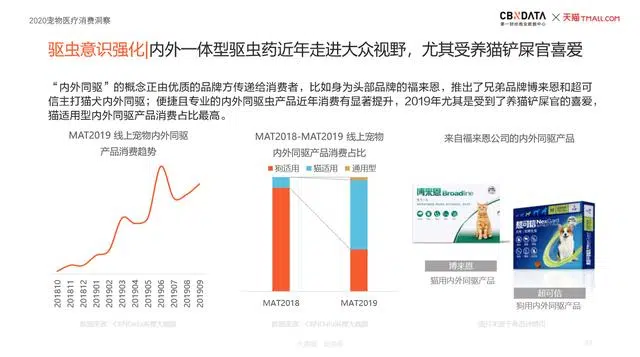 2020宠物医疗消费洞察
CBNDATA
第一财经商业数据中心
×
天猫 TMALL.COM
驱虫意识强化|内外一体型驱虫药近年走进大众视野，尤其受养猫铲屎官喜爱
“内外同驱”的概念正由优质的品牌方传递给消费者，比如身为头部品牌的福来恩，推出了兄弟品牌博来恩和超可
信主打猫犬内外同驱；便捷且专业的内外同驱虫产品近年消费有显著提升，2019年尤其是受到了养猫铲屎官的喜爱，
猫适用型内外同驱产品消费占比最高。
MAT2019 线上宠物内外同驱
产品消费趋势
201810
201811
201812
201901
201902
201903
201904
201905
201906
201907
201908
201909
数据来源：CBNData消费大数据
MAT2018-MAT2019 线上宠物
内外同驱产品消费占比
狗适用 猫适用 通用型
MAT2018 MAT2019
数据来源：CBNData消费大数据
来自福来恩公司的内外同驱产品
博来恩 Broadline
超可信 NexGard
博来恩
猫用内外同驱产品
超可信
狗用内外同驱产品